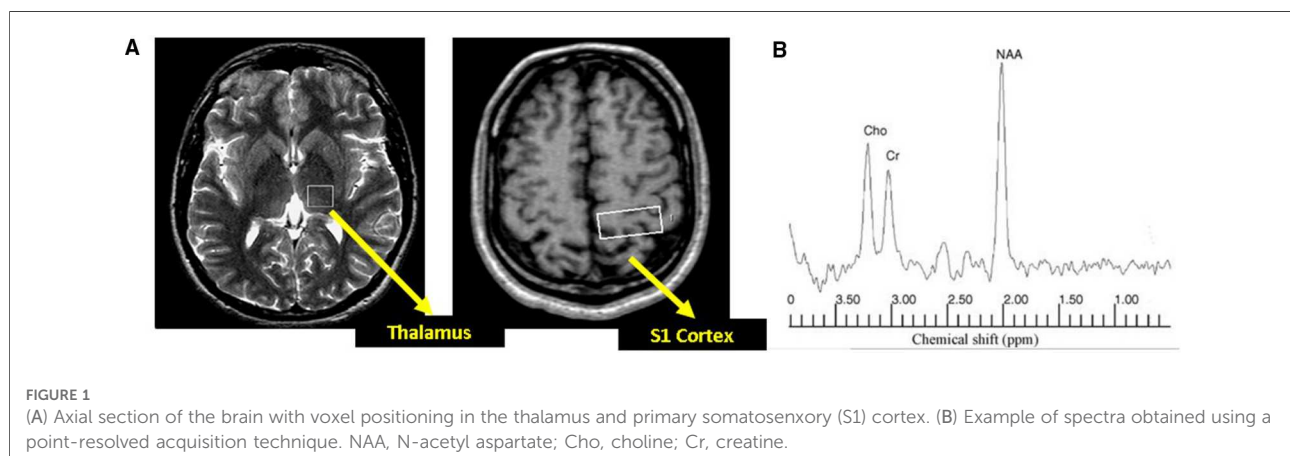 A
B
NAA
Cho
Cr
0 3.50 3.00 2.50 2.00 1.50 1.00
Chemical shift (ppm)
Thalamus
S1 Cortex
FIGURE 1
(A) Axial section of the brain with voxel positioning in the thalamus and primary somatosenxory (S1) cortex. (B) Example of spectra obtained using a
point-resolved acquisition technique. NAA, N-acetyl aspartate; Cho, choline; Cr, creatine.